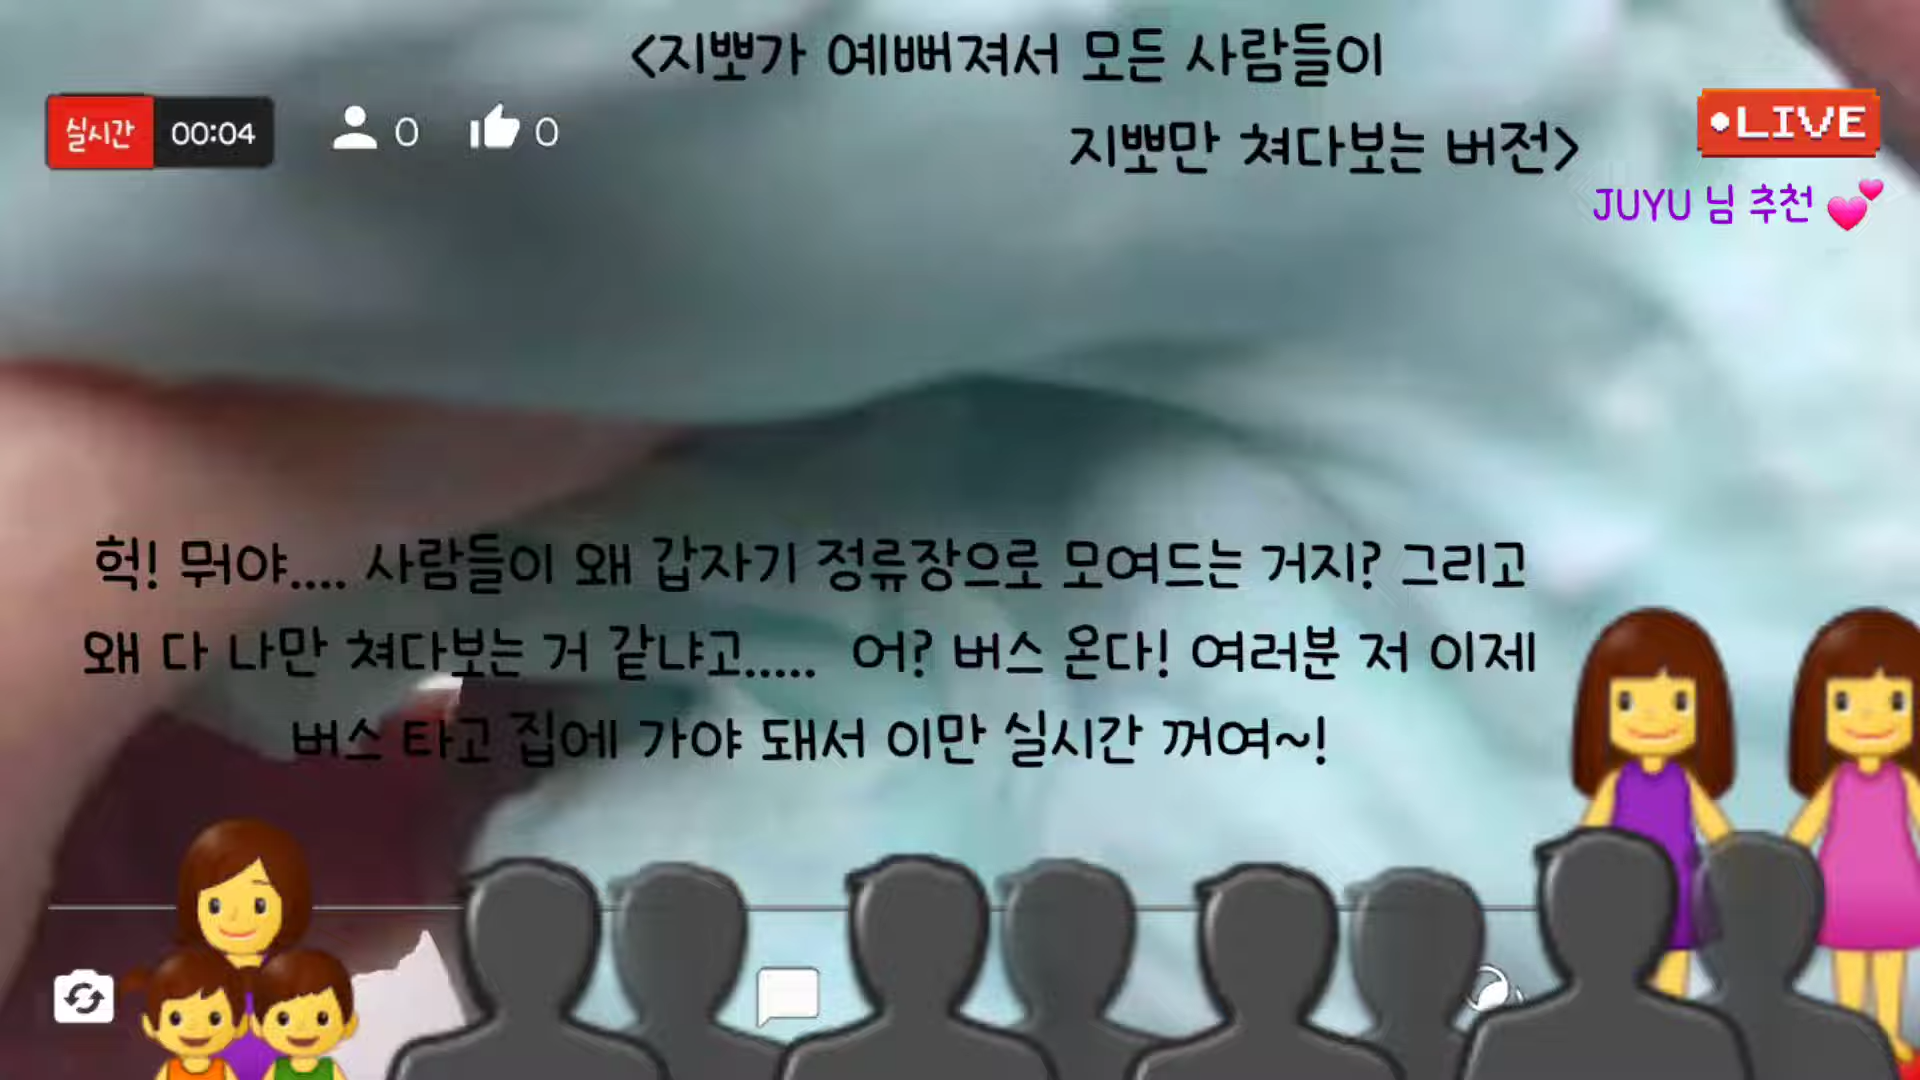 <지뽀가 예뻐져서 모든 사람들이
지뽀만 쳐다보는 버전>
실시간 00:04 0 0
•LIVE
JUYU 님 추천 💕
헉! 뭐야.... 사람들이 왜 갑자기 정류장으로 모여드는 거지? 그리고
왜 다 나만 쳐다보는 거 같냐고..... 어? 버스 온다! 여러분 저 이제
버스 타고 집에 가야 돼서 이만 실시간 꺼여~!